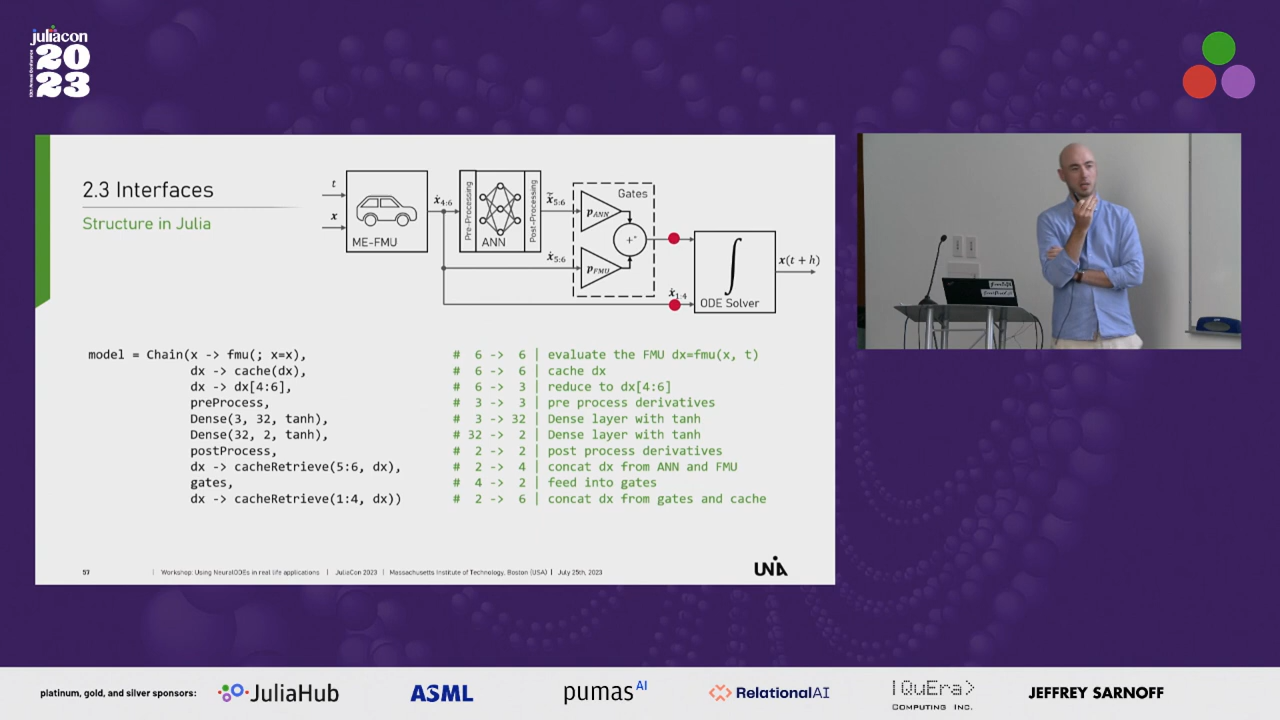 juliacon
20
23
2.3 Interfaces
Structure in Julia
t
x
ME-FMU
ẋ4:6
Pre-Processing
ANN
Post-Processing
x̃̇5:6
ẋ5:6
Gates
pANN
pFMU
+
ẋ1:4
∫
ODE Solver
x(t + h)
model = Chain(x -> fmu(; x=x), # 6 -> 6 | evaluate the FMU dx=fmu(x, t)
dx -> cache(dx), # 6 -> 6 | cache dx
dx -> dx[4:6], # 6 -> 3 | reduce to dx[4:6]
preProcess, # 3 -> 3 | pre process derivatives
Dense(3, 32, tanh), # 3 -> 32 | Dense layer with tanh
Dense(32, 2, tanh), # 32 -> 2 | Dense layer with tanh
postProcess, # 2 -> 2 | post process derivatives
dx -> cacheRetrieve(5:6, dx), # 2 -> 4 | concat dx from ANN and FMU
gates, # 4 -> 2 | feed into gates
dx -> cacheRetrieve(1:4, dx)) # 2 -> 6 | concat dx from gates and cache
57 | Workshop: Using NeuralODEs in real life applications | JuliaCon 2023 | Massachusetts Institute of Technology, Boston (USA) | July 25th, 2023
UNIA
platinum, gold, and silver sponsors:
JuliaHub
ASML
pumasAI
RelationalAI
|QuEra>
COMPUTING INC.
JEFFREY SARNOFF